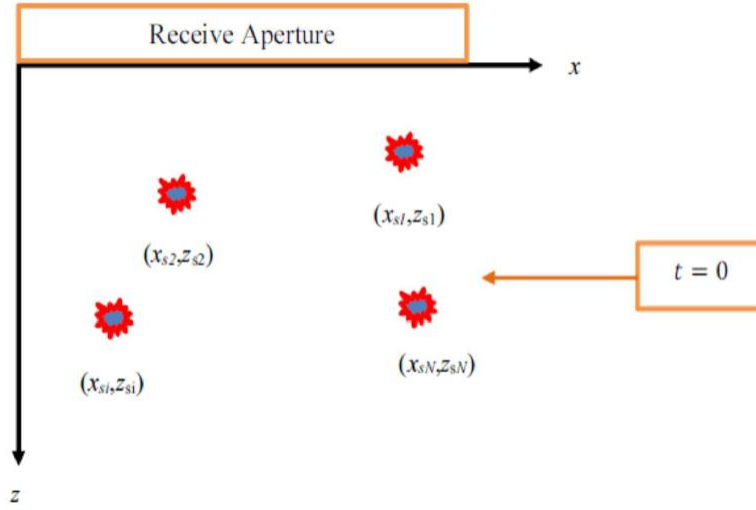 Receive Aperture
x
(xs1,zs1)
(xs2,zs2)
t = 0
(xsi,zsi)
(xsN,zsN)
z